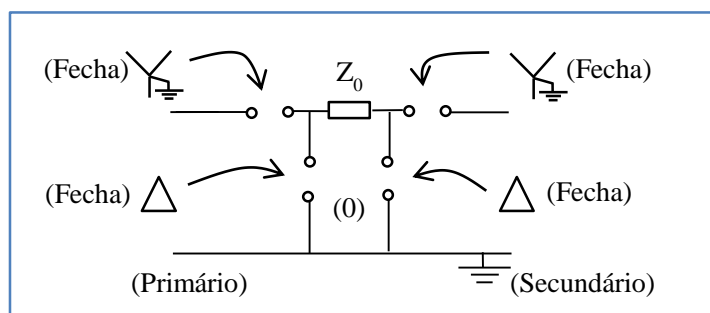 (Fecha) (Fecha)
Z0
(Fecha) (0) (Fecha)
(Primário) (Secundário)